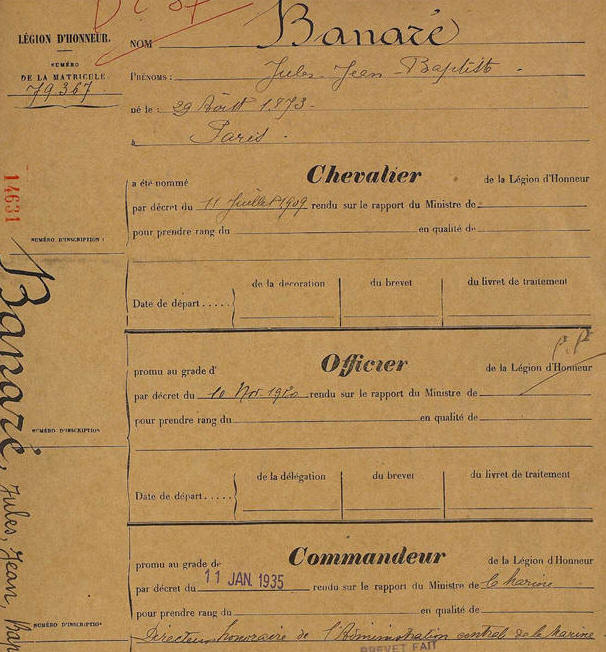 LÉGION D'HONNEUR.
NUMÉRO
DE LA MATRICULE.
79.367
NOM Banaré
PRÉNOMS : Jules Jean-Baptiste
né le : 29 Août 1873
à Paris.
14631
NUMÉRO D'INSCRIPTION :
a été nommé Chevalier de la Légion d'Honneur
par décret du 11 Juillet 1909 rendu sur le rapport du Ministre de
pour prendre rang du en qualité de
Date de départ ..... de la décoration du brevet du livret de traitement
promu au grade d' Officier de la Légion d'Honneur
par décret du 10 Nov. 1920 rendu sur le rapport du Ministre de
pour prendre rang du en qualité de
NUMÉRO D'INSCRIPTION
Date de départ ..... de la délégation du brevet du livret de traitement
promu au grade de Commandeur de la Légion d'Honneur
par décret du 11 JAN. 1935 rendu sur le rapport du Ministre de
pour prendre rang du en qualité de
NUMÉRO D'INSCRIPTION
Directeur honoraire de l'Administration centrale de la Marine
BREVET FAIT
Banaré, Jules, Jean, Bap